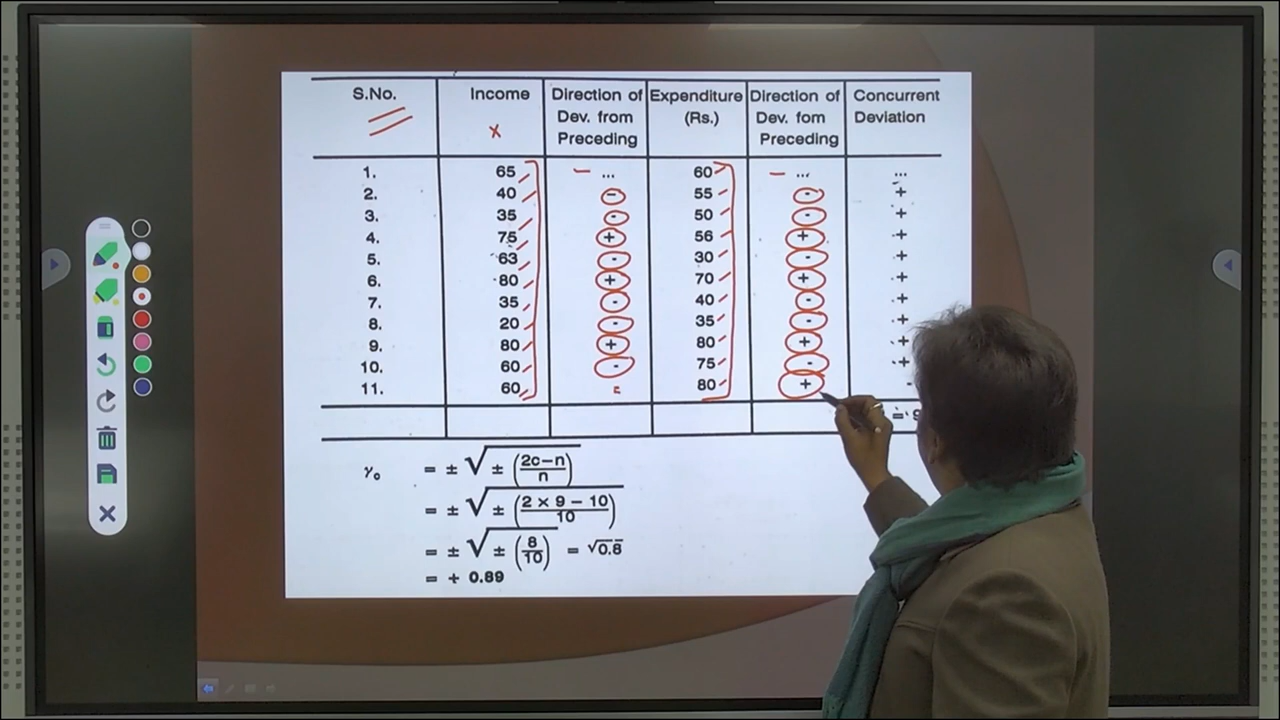 S.No. Income Direction of Dev. from Preceding Expenditure (Rs.) Direction of Dev. fom Preceding Concurrent Deviation
x
1. 65 – ... 60 – ... ...
2. 40 - 55 - +
3. 35 - 50 - +
4. 75 + 56 + +
5. 63 - 30 - +
6. 80 + 70 + +
7. 35 - 40 - +
8. 20 - 35 - +
9. 80 + 80 + +
10. 60 - 75 - +
11. 60 = 80 + -
= 9
γo = ± √ ± (2c–n / n)
= ± √ ± (2 × 9 – 10 / 10)
= ± √ ± (8 / 10) = √0.8
= + 0.89